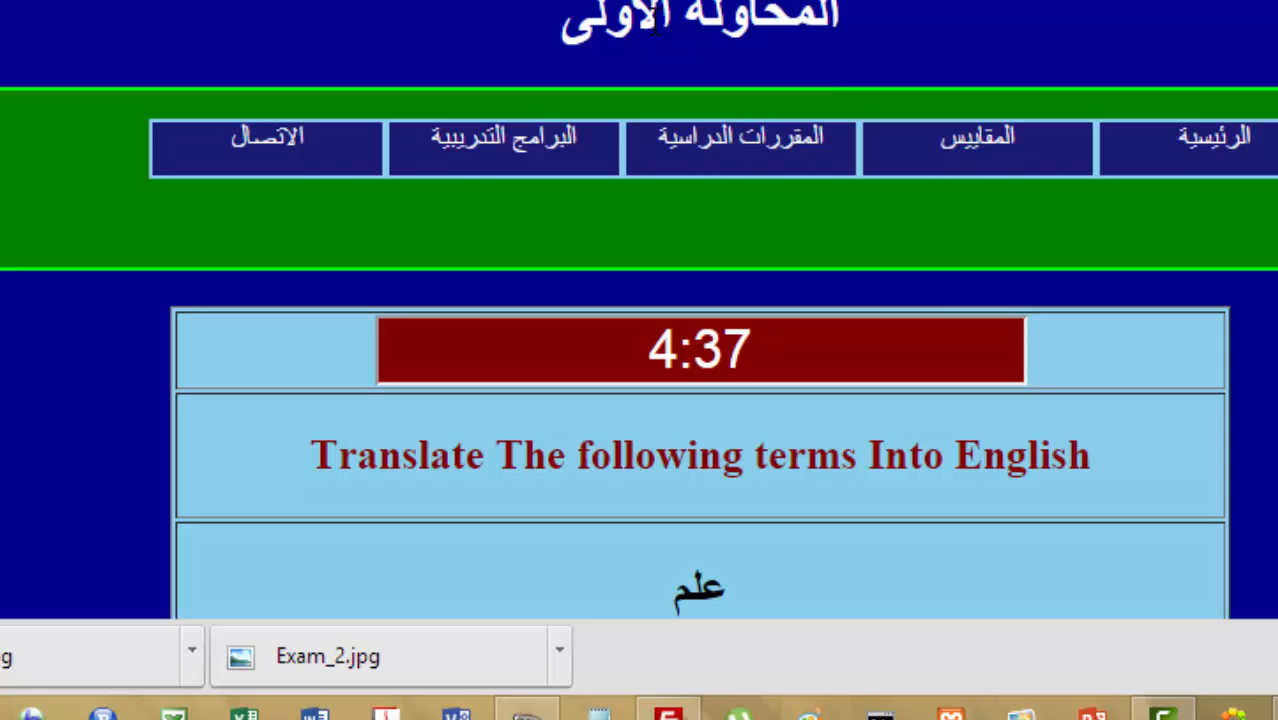 المحاولة الاولى
الرئيسية
المقاييس
المقررات الدراسية
البرامج التدريبية
الاتصال
4:37
Translate The following terms Into English
علم
g
Exam_2.jpg